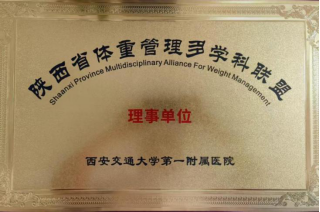 陕西省体重管理多学科联盟
Shaanxi Province Multidisciplinary Alliance For Weight Management
理事单位
西安交通大学第一附属医院